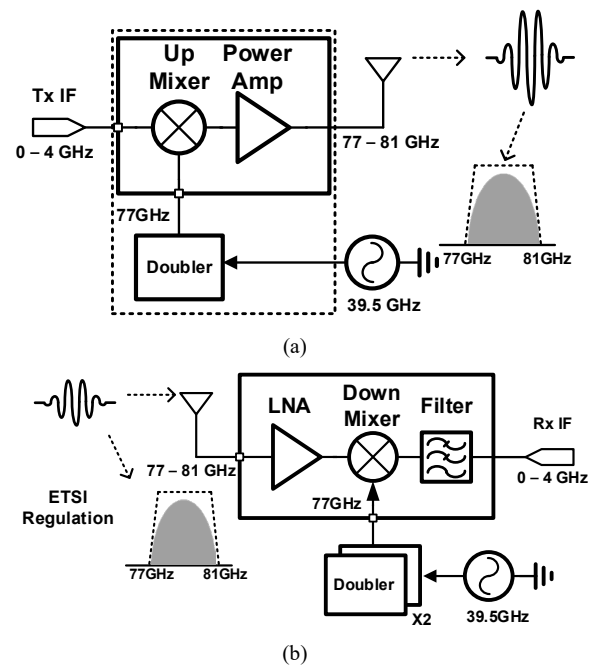 Up Mixer
Power Amp
Tx IF
0 – 4 GHz
77 – 81 GHz
77GHz
Doubler
39.5 GHz
77GHz
81GHz
(a)
LNA
Down Mixer
Filter
Rx IF
77 – 81 GHz
0 – 4 GHz
ETSI
Regulation
77GHz
77GHz
81GHz
Doubler
X2
39.5GHz
(b)